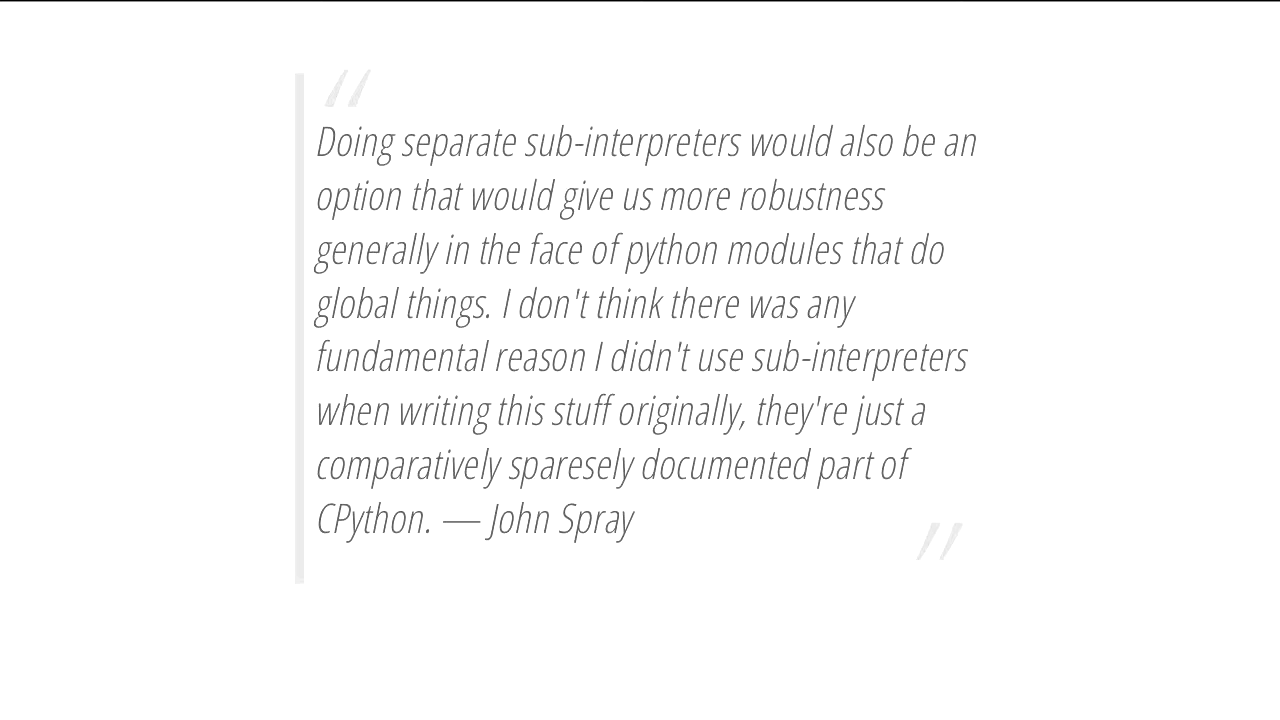 “
Doing separate sub-interpreters would also be an
option that would give us more robustness
generally in the face of python modules that do
global things. I don't think there was any
fundamental reason I didn't use sub-interpreters
when writing this stuff originally, they're just a
comparatively sparesely documented part of
CPython. — John Spray
”